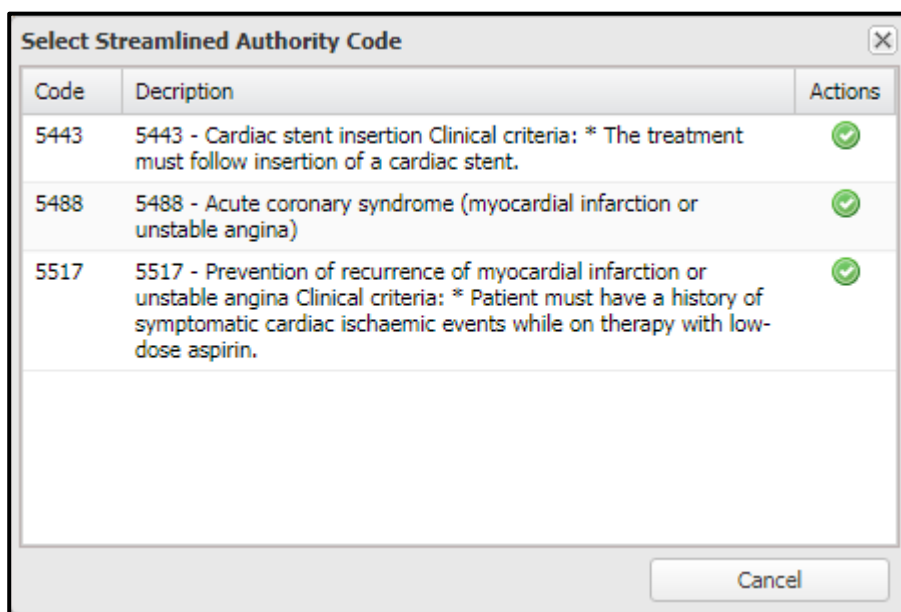 Select Streamlined Authority Code
Code Decription Actions
5443 5443 - Cardiac stent insertion Clinical criteria: * The treatment
must follow insertion of a cardiac stent.
5488 5488 - Acute coronary syndrome (myocardial infarction or
unstable angina)
5517 5517 - Prevention of recurrence of myocardial infarction or
unstable angina Clinical criteria: * Patient must have a history of
symptomatic cardiac ischaemic events while on therapy with low-
dose aspirin.
Cancel